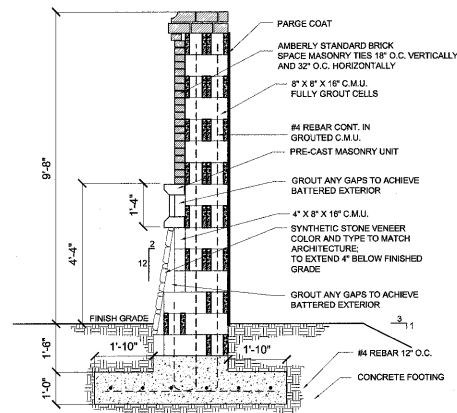 PARGE COAT
AMBERLY STANDARD BRICK
SPACE MASONRY TIES 18" O.C. VERTICALLY
AND 32" O.C. HORIZONTALLY
8" X 8" X 16" C.M.U.
FULLY GROUT CELLS
#4 REBAR CONT. IN
GROUTED C.M.U.
PRE-CAST MASONRY UNIT
GROUT ANY GAPS TO ACHIEVE
BATTERED EXTERIOR
4" X 8" X 16" C.M.U.
SYNTHETIC STONE VENEER
COLOR AND TYPE TO MATCH
ARCHITECTURE;
TO EXTEND 4" BELOW FINISHED
GRADE
GROUT ANY GAPS TO ACHIEVE
BATTERED EXTERIOR
9'-8"
4'-4"
1'-4"
2
12
FINISH GRADE
3
1
1'-6"
1'-10"
1'-10"
1'-0"
#4 REBAR 12" O.C.
CONCRETE FOOTING